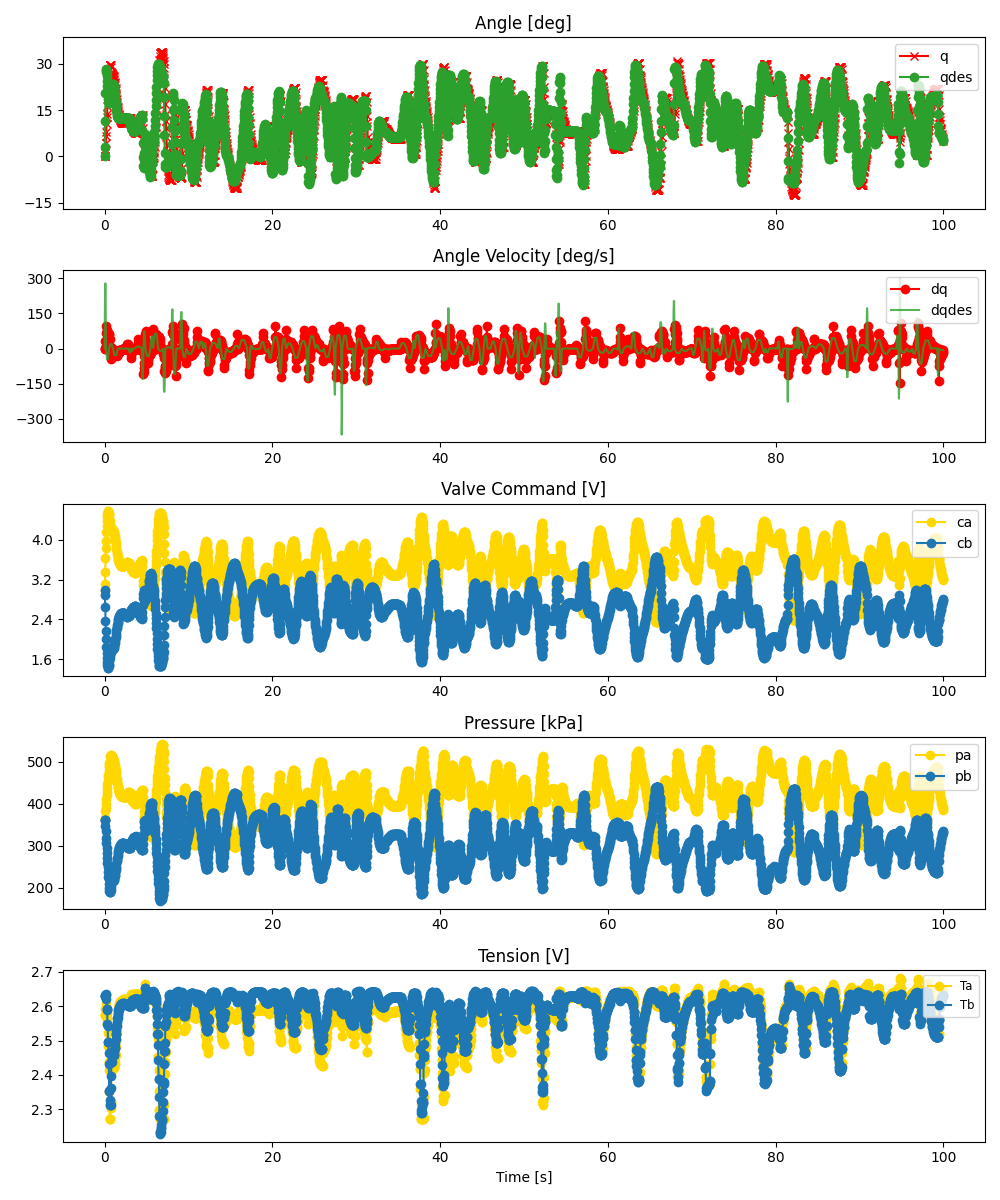 Angle [deg]
30
15
0
−15
q
qdes
0 20 40 60 80 100
Angle Velocity [deg/s]
300
150
0
−150
−300
dq
dqdes
0 20 40 60 80 100
Valve Command [V]
4.0
3.2
2.4
1.6
ca
cb
0 20 40 60 80 100
Pressure [kPa]
500
400
300
200
pa
pb
0 20 40 60 80 100
Tension [V]
2.7
2.6
2.5
2.4
2.3
Ta
Tb
0 20 40 60 80 100
Time [s]